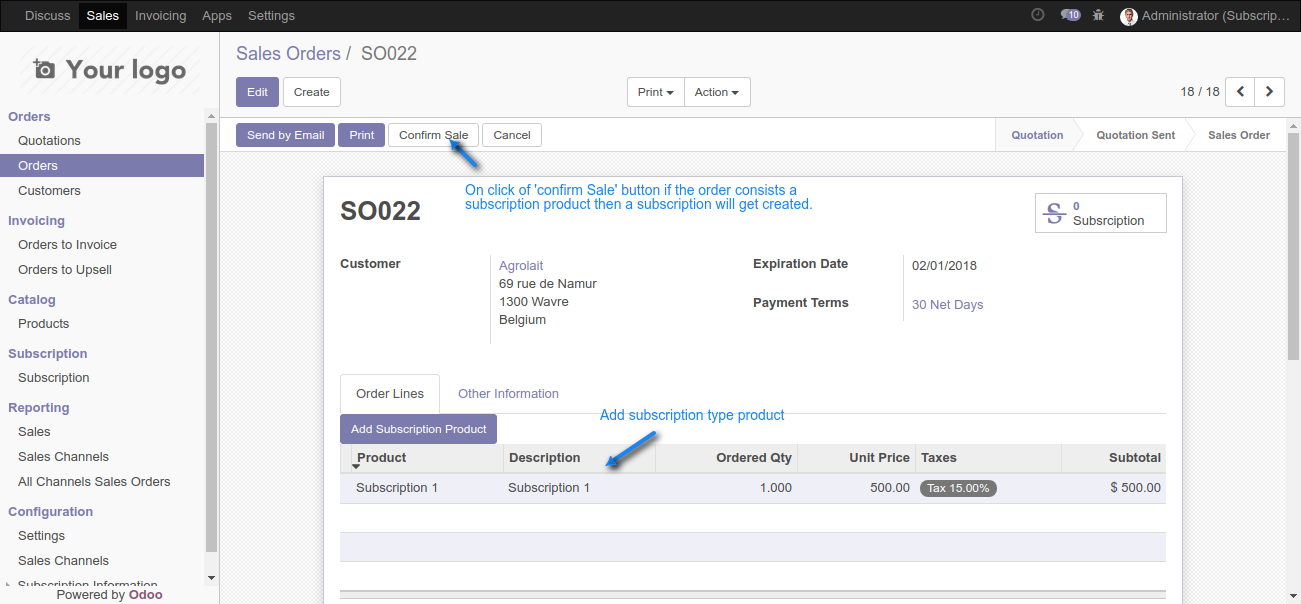 Discuss Sales Invoicing Apps Settings 10 Administrator (Subscrip...
Your logo
Sales Orders / SO022
Edit Create Print Action 18 / 18
Send by Email Print Confirm Sale Cancel Quotation Quotation Sent Sales Order
Orders
Quotations
Orders
Customers
Invoicing
Orders to Invoice
Orders to Upsell
Catalog
Products
Subscription
Subscription
Reporting
Sales
Sales Channels
All Channels Sales Orders
Configuration
Settings
Sales Channels
Subscription Information
Powered by Odoo
On click of 'confirm Sale' button if the order consists a
subscription product then a subscription will get created.
SO022
0
Subsrciption
Customer
Agrolait
69 rue de Namur
1300 Wavre
Belgium
Expiration Date 02/01/2018
Payment Terms 30 Net Days
Order Lines Other Information
Add subscription type product
Add Subscription Product
Product Description Ordered Qty Unit Price Taxes Subtotal
Subscription 1 Subscription 1 1.000 500.00 Tax 15.00% $ 500.00